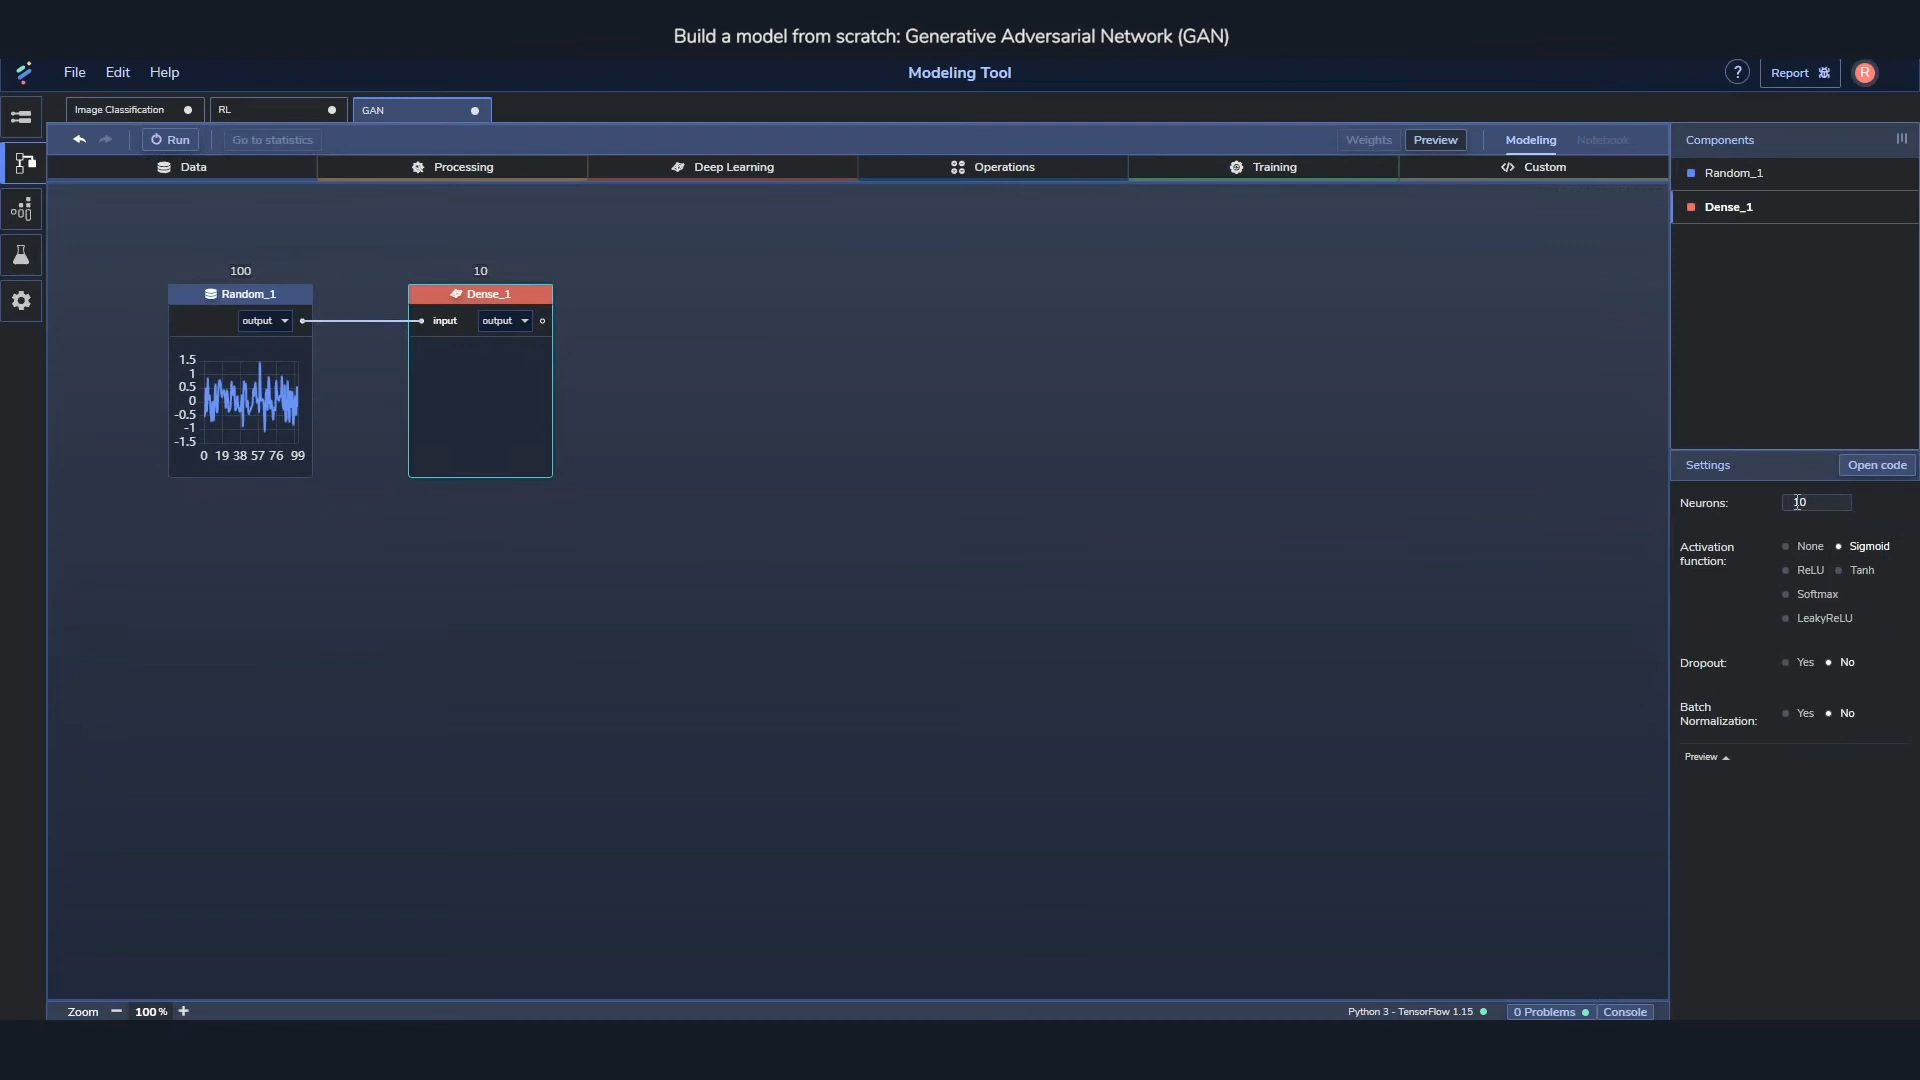 Build a model from scratch: Generative Adversarial Network (GAN)
File Edit Help
Modeling Tool
? Report R
Image Classification RL GAN
Run Go to statistics Weights Preview Modeling Notebook
Data Processing Deep Learning Operations Training Custom
Components
Random_1
Dense_1
100
Random_1
output
1.5
1
0.5
0
-0.5
-1
-1.5
0 19 38 57 76 99
10
Dense_1
input output
Settings Open code
Neurons: 10
Activation function:
None Sigmoid
ReLU Tanh
Softmax
LeakyReLU
Dropout: Yes No
Batch Normalization: Yes No
Preview
Zoom 100 % Python 3 - TensorFlow 1.15 0 Problems Console